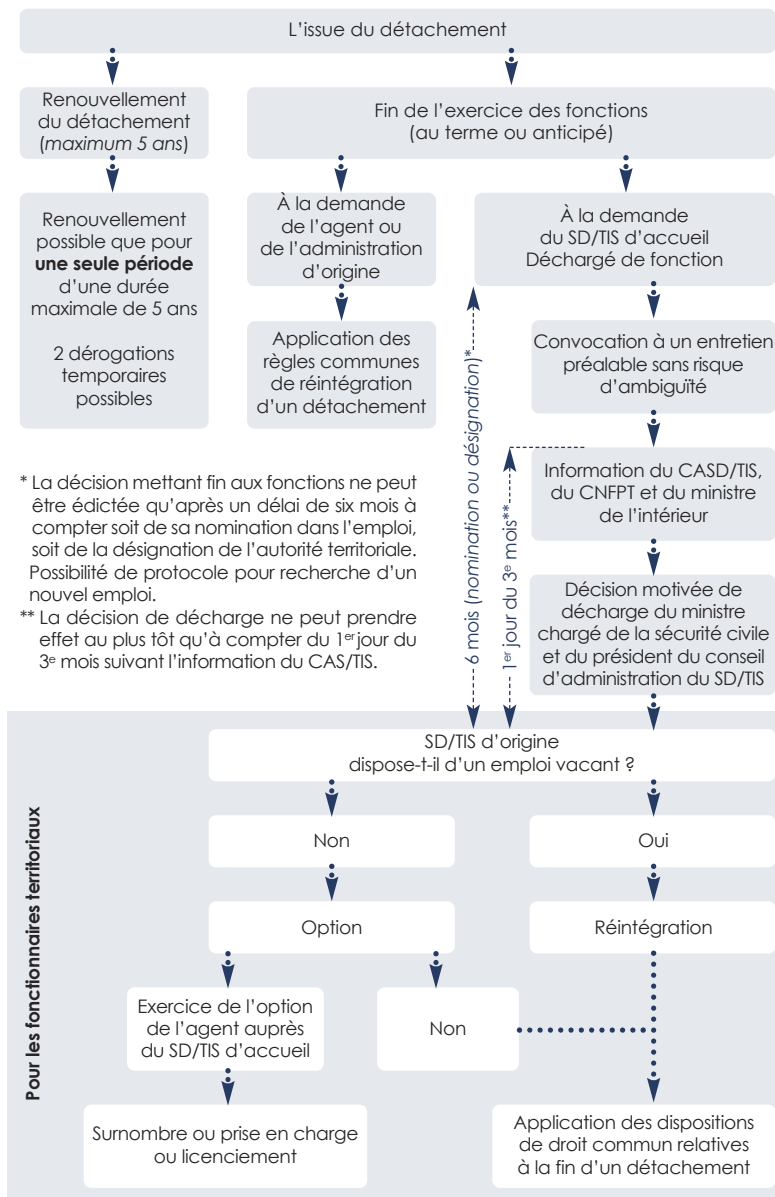 L'issue du détachement
Renouvellement
du détachement
(maximum 5 ans)
Fin de l'exercice des fonctions
(au terme ou anticipé)
Renouvellement
possible que pour
une seule période
d'une durée
maximale de 5 ans
2 dérogations
temporaires
possibles
À la demande
de l'agent ou
de l'administration
d'origine
À la demande
du SD/TIS d'accueil
Déchargé de fonction
Application des
règles communes
de réintégration
d'un détachement
Convocation à un entretien
préalable sans risque
d'ambiguïté
6 mois (nomination ou désignation)*
1er jour du 3e mois**
Information du CASD/TIS,
du CNFPT et du ministre
de l'intérieur
Décision motivée de
décharge du ministre
chargé de la sécurité civile
et du président du conseil
d'administration du SD/TIS
* La décision mettant fin aux fonctions ne peut
être édictée qu'après un délai de six mois à
compter soit de sa nomination dans l'emploi,
soit de la désignation de l'autorité territoriale.
Possibilité de protocole pour recherche d'un
nouvel emploi.
** La décision de décharge ne peut prendre
effet au plus tôt qu'à compter du 1er jour du
3e mois suivant l'information du CAS/TIS.
Pour les fonctionnaires territoriaux
SD/TIS d'origine
dispose-t-il d'un emploi vacant ?
Non
Oui
Option
Réintégration
Exercice de l'option
de l'agent auprès
du SD/TIS d'accueil
Non
Surnombre ou prise en charge
ou licenciement
Application des dispositions
de droit commun relatives
à la fin d'un détachement